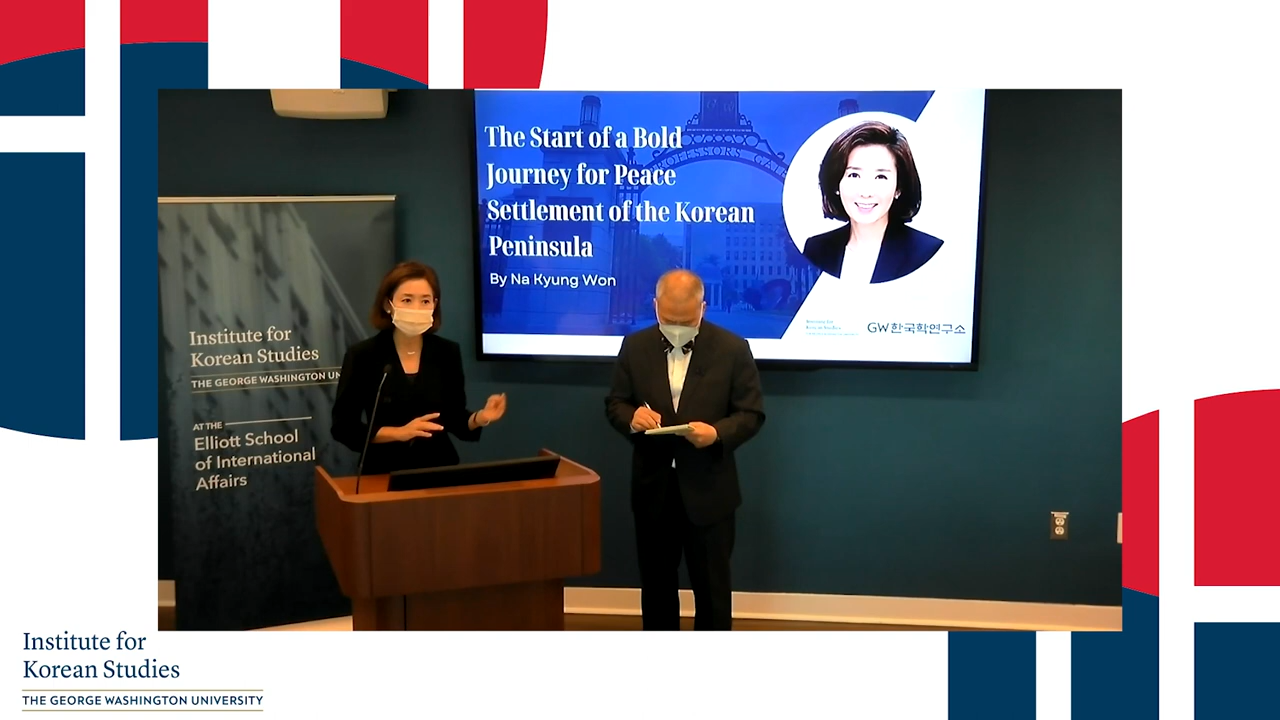 The Start of a Bold
Journey for Peace
Settlement of the Korean
Peninsula
By Na Kyung Won
PROFESSORS GATE
GW한국학연구소
Institute for
Korean Studies
THE GEORGE WASHINGTON UN
AT THE
Elliott School
of International
Affairs
Institute for
Korean Studies
THE GEORGE WASHINGTON UNIVERSITY